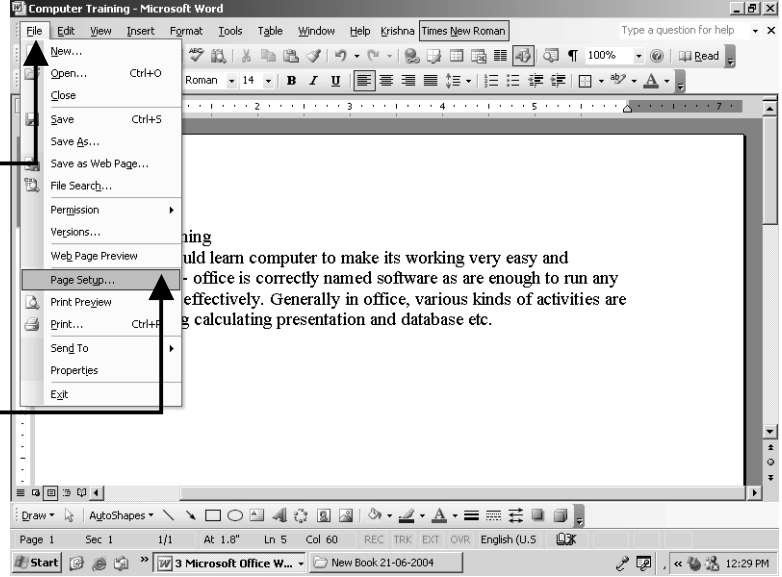 Computer Training - Microsoft Word
File Edit View Insert Format Tools Table Window Help Krishna Times New Roman Type a question for help
100% Read
Roman 14 B I U
2 3 4 5 7
New...
Open... Ctrl+O
Close
Save Ctrl+S
Save As...
Save as Web Page...
File Search...
Permission
Versions...
Web Page Preview
Page Setup...
Print Preview
Print... Ctrl+P
Send To
Properties
Exit
ning
uld learn computer to make its working very easy and
- office is correctly named software as are enough to run any
effectively. Generally in office, various kinds of activities are
g calculating presentation and database etc.
Draw AutoShapes
Page 1 Sec 1 1/1 At 1.8" Ln 5 Col 60 REC TRK EXT OVR English (U.S
Start 3 Microsoft Office W... New Book 21-06-2004 12:29 PM